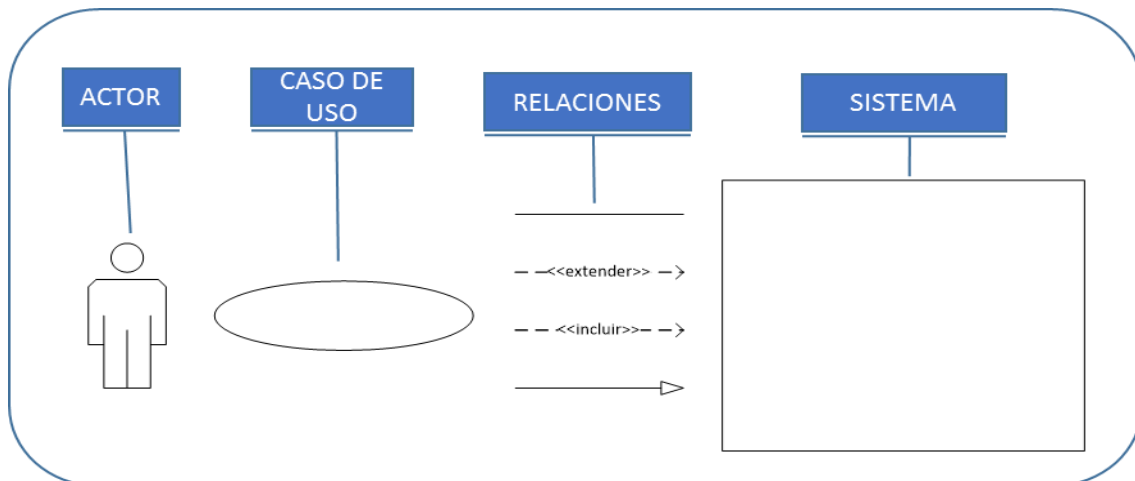 ACTOR
CASO DE
USO
RELACIONES
SISTEMA
<<extender>>
<<incluir>>